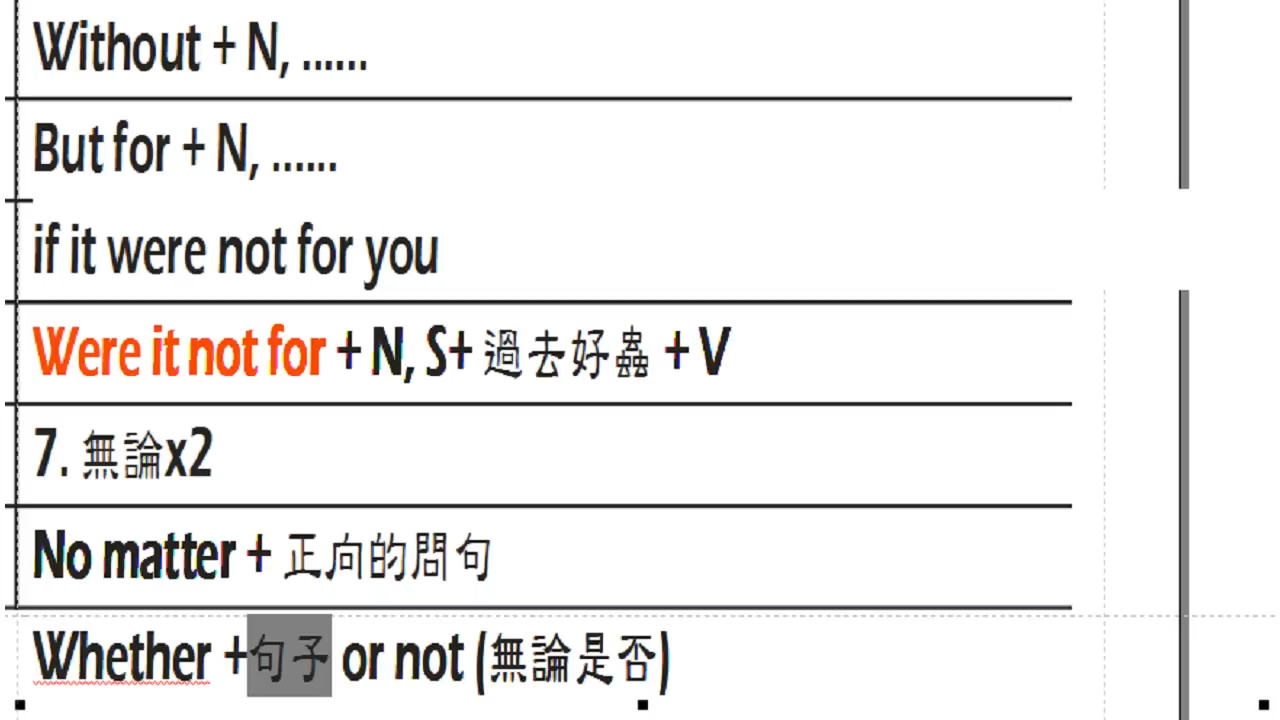 Without + N, ......
But for + N, ......
if it were not for you
Were it not for + N, S+ 過去好蟲 + V
7. 無論x2
No matter + 正向的問句
Whether +句子 or not (無論是否)